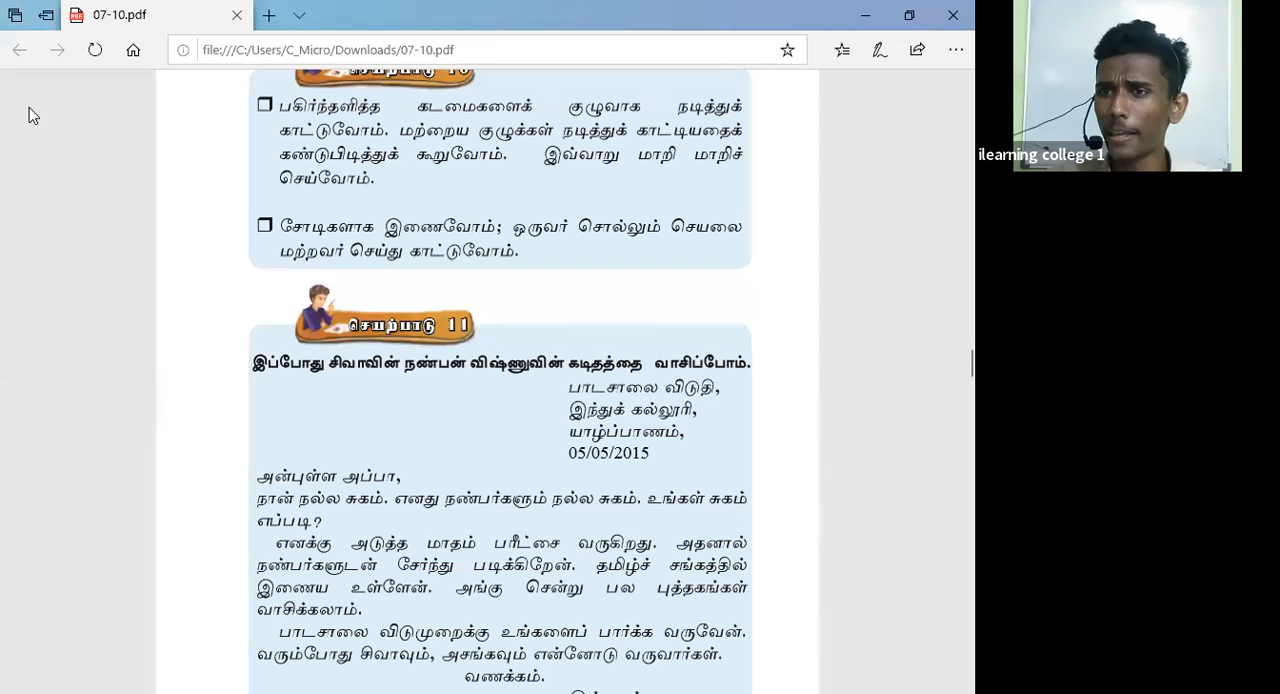 07-10.pdf
file:///C:/Users/C_Micro/Downloads/07-10.pdf
ilearning college 1
பகிர்ந்தளித்த கடமைகளைக் குழுவாக நடித்துக்
காட்டுவோம். மற்றைய குழுக்கள் நடித்துக் காட்டியதைக்
கண்டுபிடித்துக் கூறுவோம். இவ்வாறு மாறி மாறிச்
செய்வோம்.
சோடிகளாக இணைவோம்; ஒருவர் சொல்லும் செயலை
மற்றவர் செய்து காட்டுவோம்.
செயற்பாடு 11
இப்போது சிவாவின் நண்பன் விஷ்ணுவின் கடிதத்தை வாசிப்போம்.
பாடசாலை விடுதி,
இந்துக் கல்லூரி,
யாழ்ப்பாணம்,
05/05/2015
அன்புள்ள அப்பா,
நான் நல்ல சுகம். எனது நண்பர்களும் நல்ல சுகம். உங்கள் சுகம்
எப்படி?
எனக்கு அடுத்த மாதம் பரீட்சை வருகிறது. அதனால்
நண்பர்களுடன் சேர்ந்து படிக்கிறேன். தமிழ்ச் சங்கத்தில்
இணைய உள்ளேன். அங்கு சென்று பல புத்தகங்கள்
வாசிக்கலாம்.
பாடசாலை விடுமுறைக்கு உங்களைப் பார்க்க வருவேன்.
வரும்போது சிவாவும், அசங்கவும் என்னோடு வருவார்கள்.
வணக்கம்.